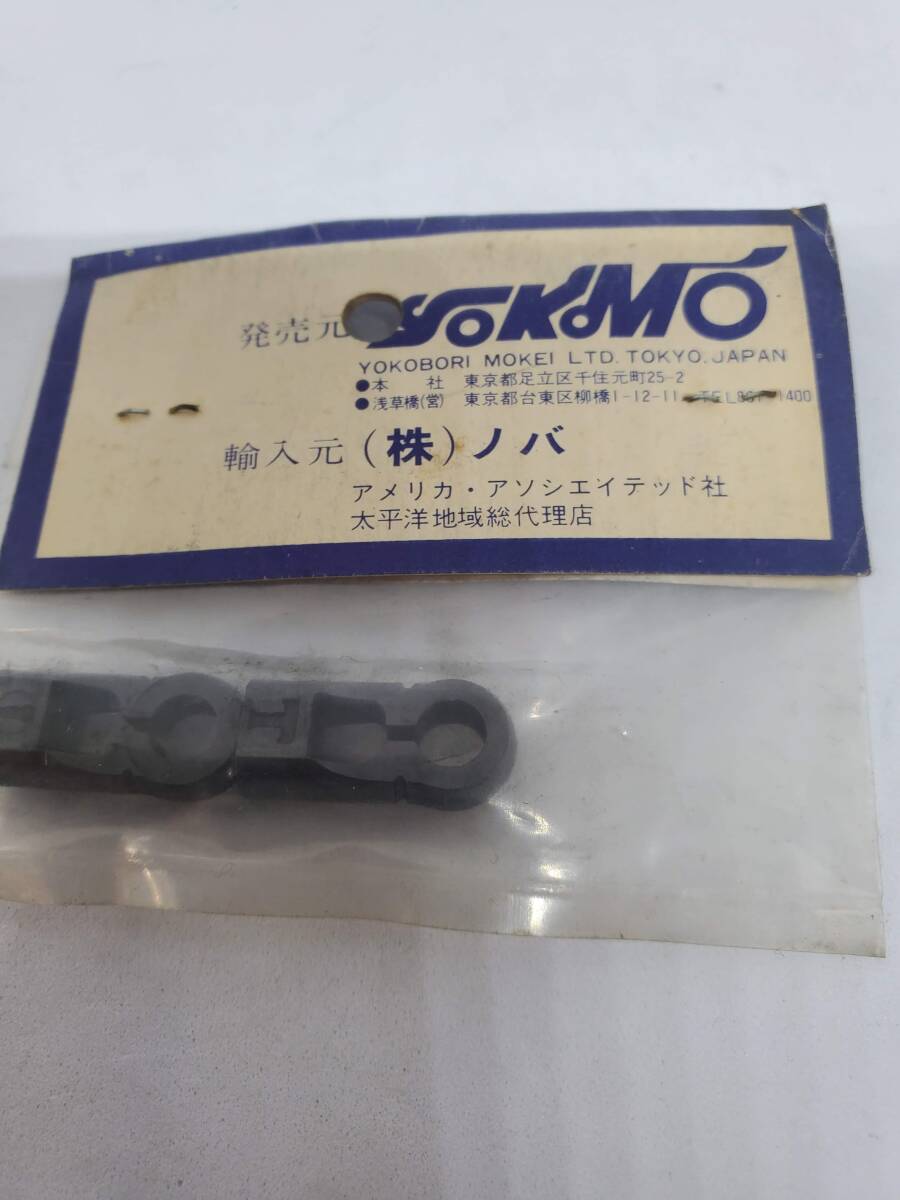 発売元 YOKOMO
YOKOBORI MOKEI LTD. TOKYO. JAPAN
●本 社 東京都足立区千住元町25-2
●浅草橋(営) 東京都台東区柳橋1-12-11 TEL 1400
輸入元 (株)ノバ
アメリカ・アソシエイテッド社
太平洋地域総代理店